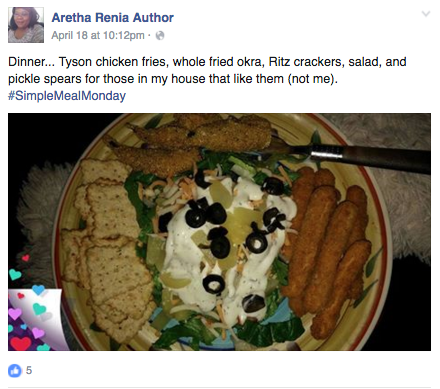 Aretha Renia Author
April 18 at 10:12pm ·
Dinner... Tyson chicken fries, whole fried okra, Ritz crackers, salad, and
pickle spears for those in my house that like them (not me).
#SimpleMealMonday
5